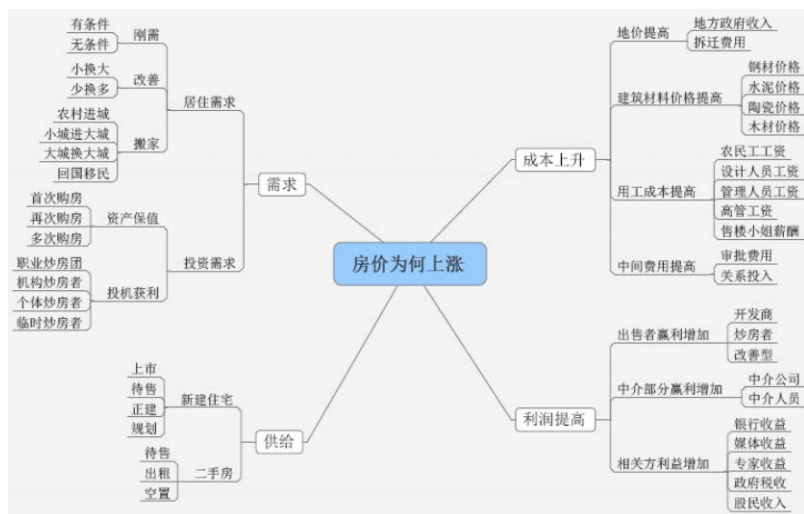 房价为何上涨
需求
居住需求
刚需
有条件
无条件
改善
小换大
少换多
搬家
农村进城
小城进大城
大城换大城
回国移民
投资需求
资产保值
首次购房
再次购房
多次购房
投机获利
职业炒房团
机构炒房者
个体炒房者
临时炒房者
供给
新建住宅
上市
待售
正建
规划
二手房
待售
出租
空置
成本上升
地价提高
地方政府收入
拆迁费用
建筑材料价格提高
钢材价格
水泥价格
陶瓷价格
木材价格
用工成本提高
农民工工资
设计人员工资
管理人员工资
高管工资
售楼小姐薪酬
中间费用提高
审批费用
关系投入
利润提高
出售者赢利增加
开发商
炒房者
改善型
中介部分赢利增加
中介公司
中介人员
相关方利益增加
银行收益
媒体收益
专家收益
政府税收
股民收入